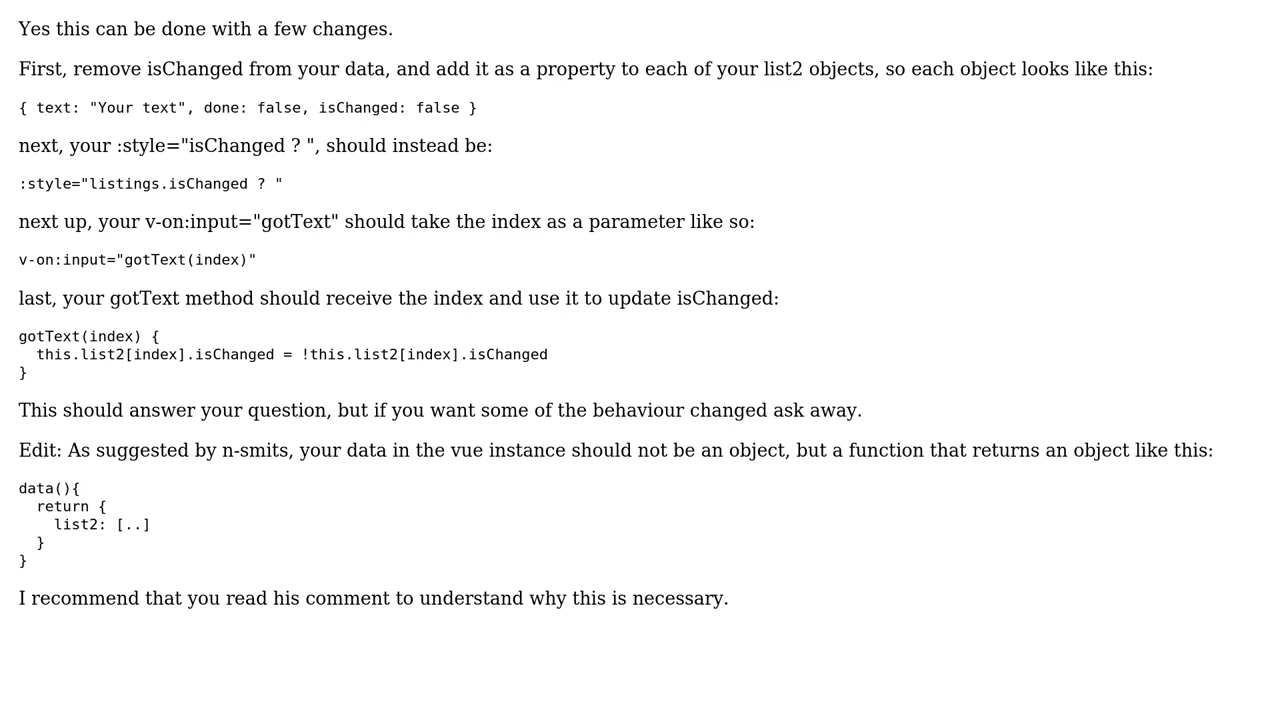 Yes this can be done with a few changes.
First, remove isChanged from your data, and add it as a property to each of your list2 objects, so each object looks like this:
{ text: "Your text", done: false, isChanged: false }
next, your :style="isChanged ? ", should instead be:
:style="listings.isChanged ? "
next up, your v-on:input="gotText" should take the index as a parameter like so:
v-on:input="gotText(index)"
last, your gotText method should receive the index and use it to update isChanged:
gotText(index) {
  this.list2[index].isChanged = !this.list2[index].isChanged
}
This should answer your question, but if you want some of the behaviour changed ask away.
Edit: As suggested by n-smits, your data in the vue instance should not be an object, but a function that returns an object like this:
data(){
  return {
    list2: [..]
  }
}
I recommend that you read his comment to understand why this is necessary.